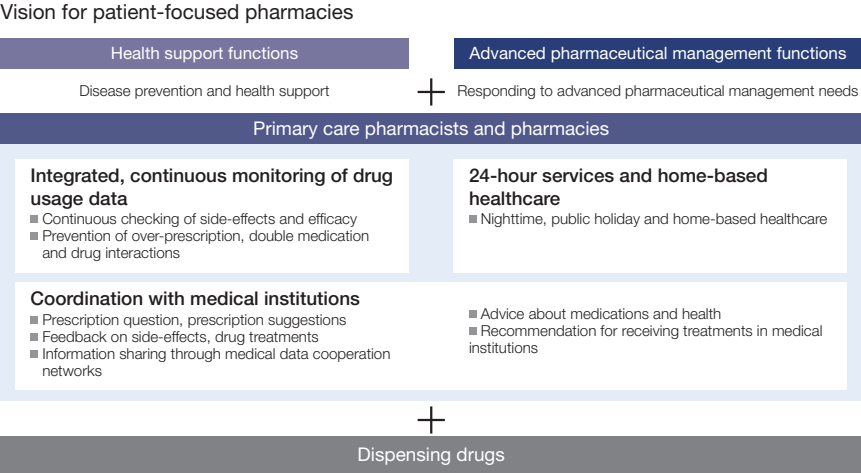 Vision for patient-focused pharmacies
Health support functions
Advanced pharmaceutical management functions
Disease prevention and health support
+
Responding to advanced pharmaceutical management needs
Primary care pharmacists and pharmacies
Integrated, continuous monitoring of drug
usage data
■ Continuous checking of side-effects and efficacy
■ Prevention of over-prescription, double medication
and drug interactions
24-hour services and home-based
healthcare
■ Nighttime, public holiday and home-based healthcare
Coordination with medical institutions
■ Prescription question, prescription suggestions
■ Feedback on side-effects, drug treatments
■ Information sharing through medical data cooperation
networks
■ Advice about medications and health
■ Recommendation for receiving treatments in medical
institutions
+
Dispensing drugs